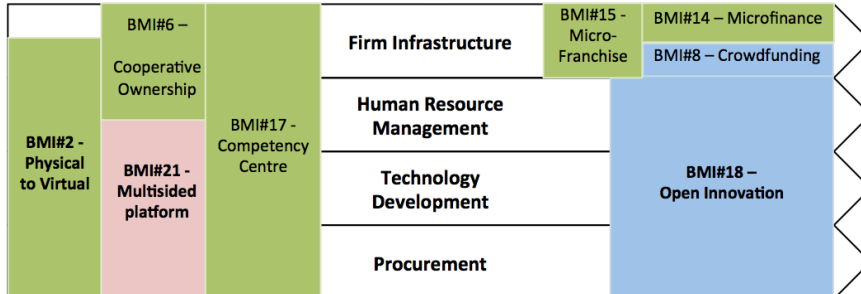 BMI#6 –
Cooperative
Ownership
BMI#2 -
Physical
to Virtual
BMI#21 -
Multisided
platform
BMI#17 -
Competency
Centre
Firm Infrastructure
Human Resource
Management
Technology
Development
Procurement
BMI#15 -
Micro-
Franchise
BMI#14 – Microfinance
BMI#8 – Crowdfunding
BMI#18 –
Open Innovation